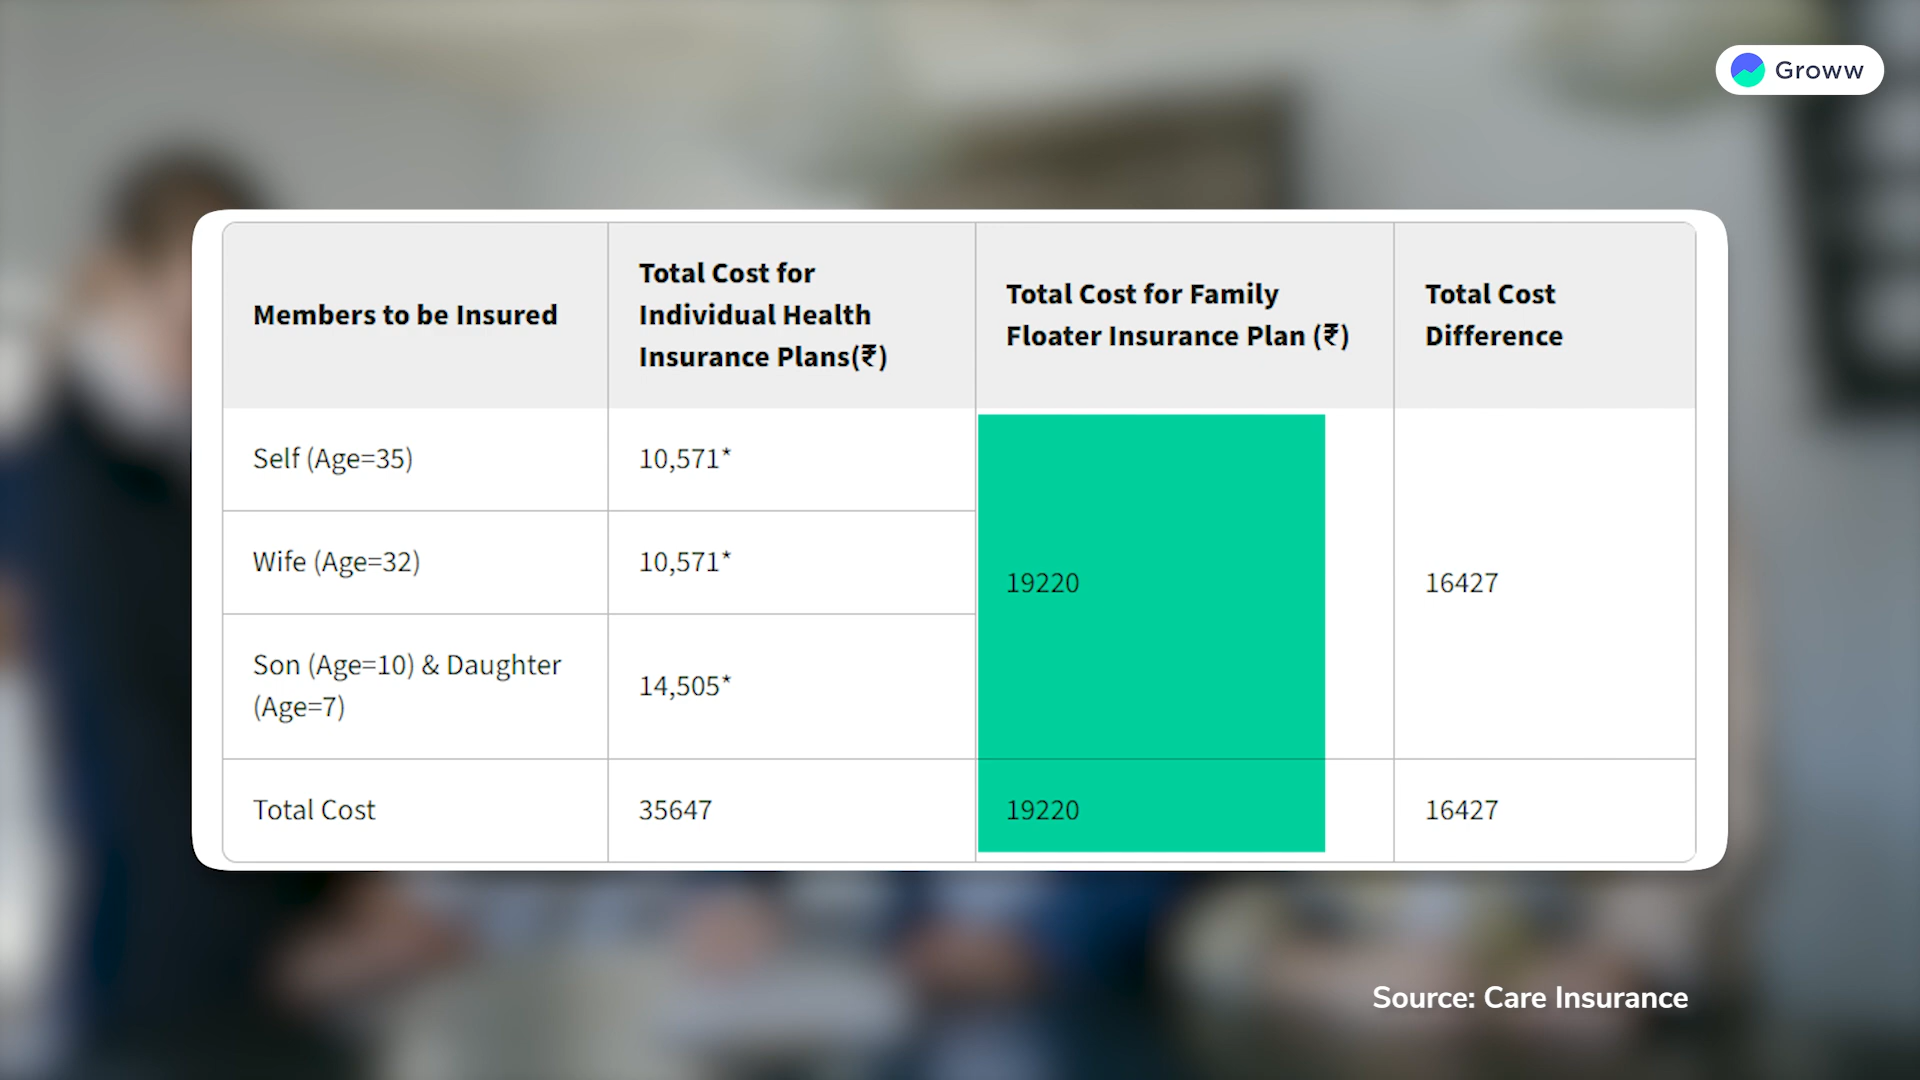 Groww
Members to be Insured
Total Cost for
Individual Health
Insurance Plans(₹)
Total Cost for Family
Floater Insurance Plan (₹)
Total Cost
Difference
Self (Age=35)
10,571*
Wife (Age=32)
10,571*
19220
16427
Son (Age=10) & Daughter
(Age=7)
14,505*
Total Cost
35647
19220
16427
Source: Care Insurance